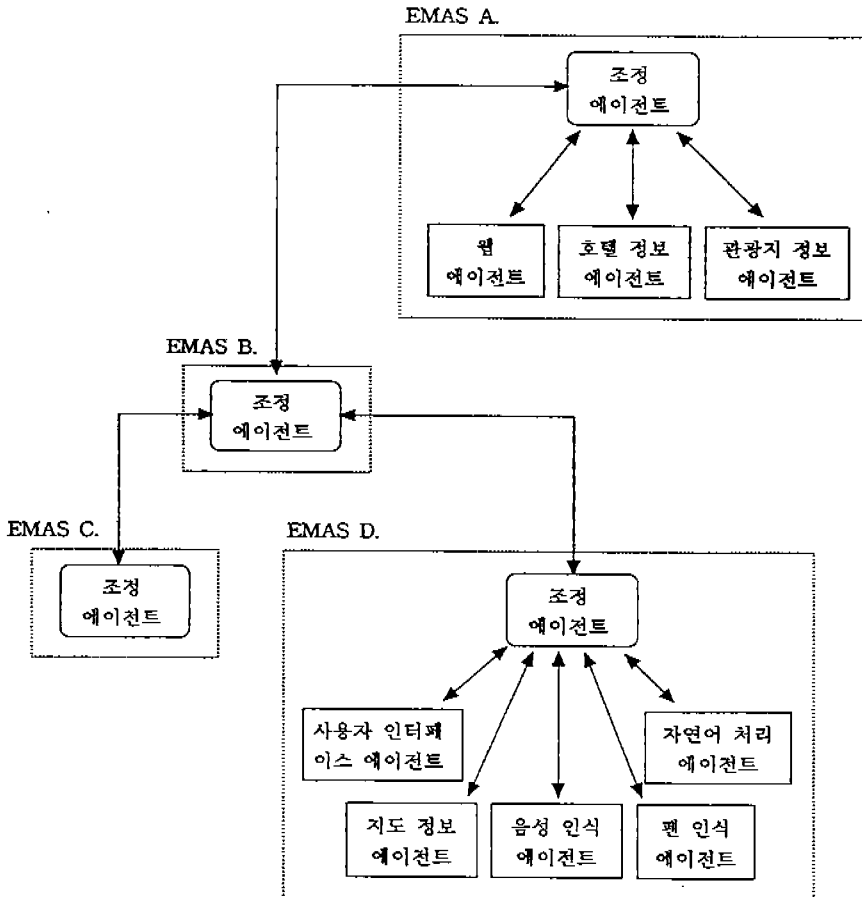 EMAS A.
조정
에이전트
웹
에이전트
호텔 정보
에이전트
관광지 정보
에이전트
EMAS B.
조정
에이전트
EMAS C.
조정
에이전트
EMAS D.
조정
에이전트
사용자 인터페
이스 에이전트
자연어 처리
에이전트
지도 정보
에이전트
음성 인식
에이전트
팬 인식
에이전트